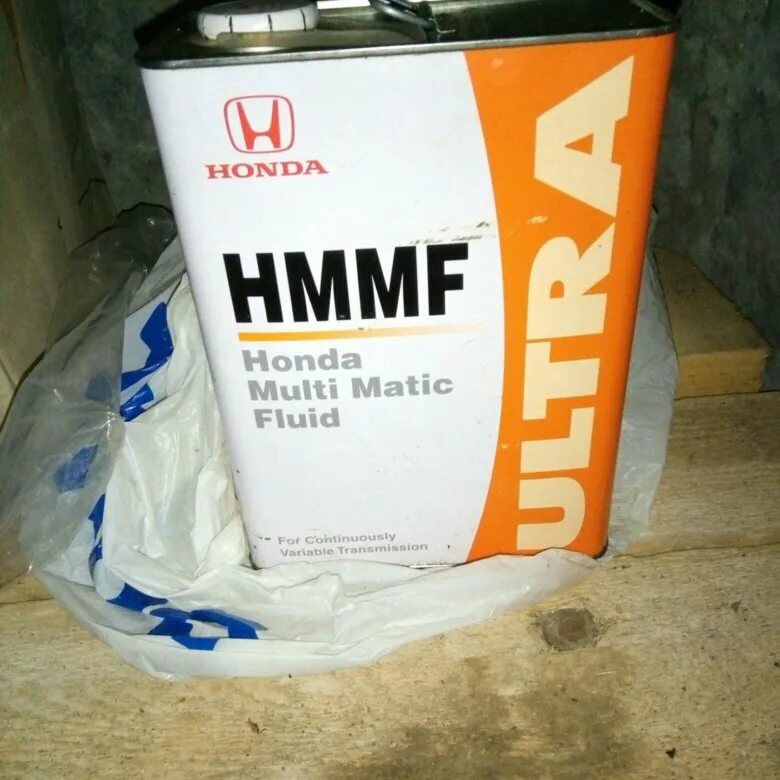 HONDA
HMMF
Honda
Multi Matic
Fluid
For Continuously
Variable Transmission
ULTRA